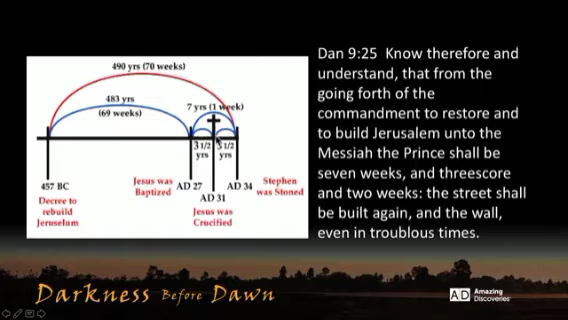 490 yrs (70 weeks)
483 yrs
(69 weeks)
7 yrs (1 week)
3 1/2
yrs
3 1/2
yrs
457 BC
Decree to
rebuild
Jeruselum
Jesus was
Baptized
AD 27
AD 31
Jesus was
Crucified
AD 34
Stephen
was Stoned
Dan 9:25 Know therefore and
understand, that from the
going forth of the
commandment to restore and
to build Jerusalem unto the
Messiah the Prince shall be
seven weeks, and threescore
and two weeks: the street shall
be built again, and the wall,
even in troublous times.
Darkness Before Dawn
AD Amazing
Discoveries